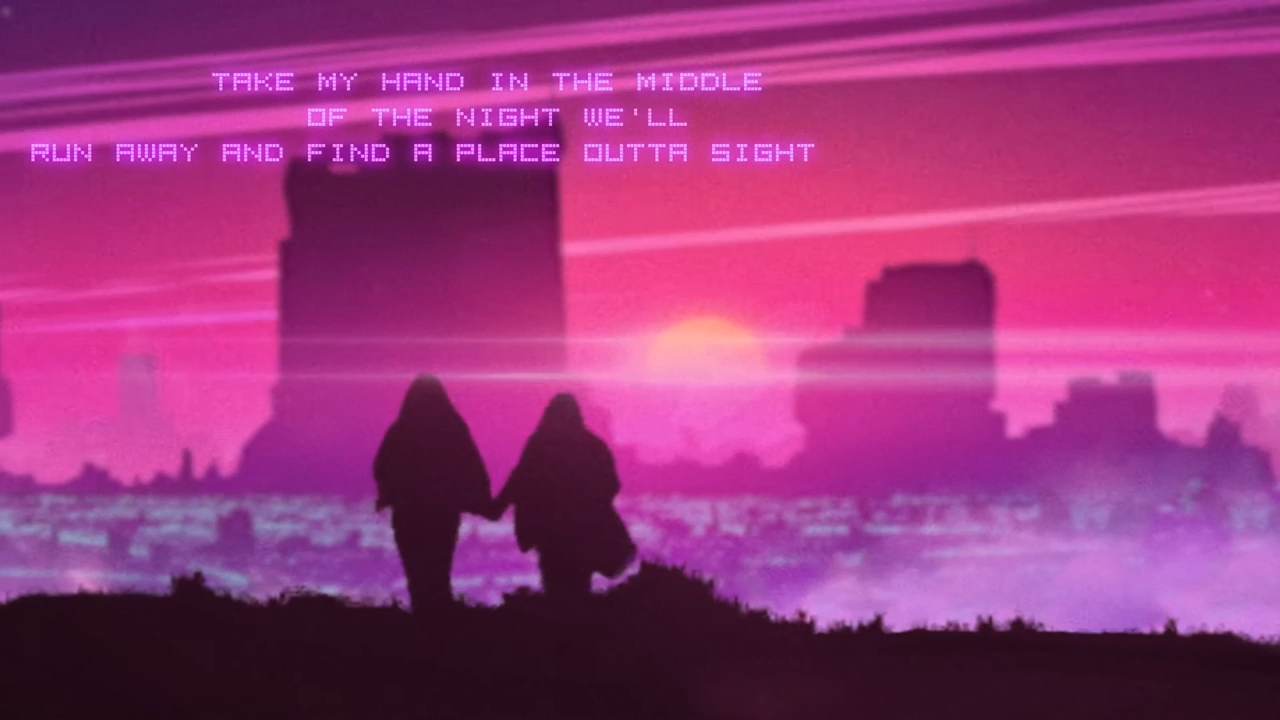 TAKE MY HAND IN THE MIDDLE
OF THE NIGHT WE'LL
RUN AWAY AND FIND A PLACE OUTTA SIGHT